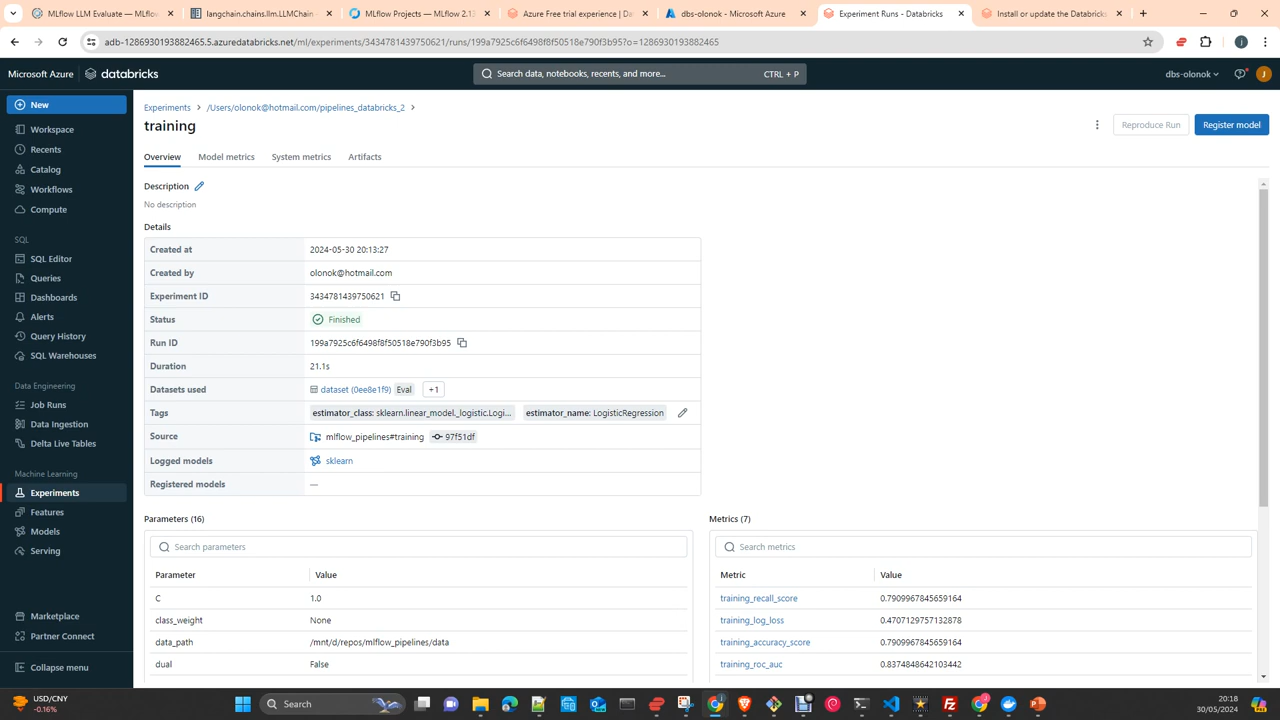 MLflow LLM Evaluate — MLflow
langchain.chains.llm.LLMChain
MLflow Projects — MLflow 2.13
Azure Free trial experience | Da
dbs-olonok - Microsoft Azure
Experiment Runs - Databricks
Install or update the Databricks
adb-1286930193882465.5.azuredatabricks.net/ml/experiments/3434781439750621/runs/199a7925c6f6498f8f50518e790f3b95?o=1286930193882465
Microsoft Azure
databricks
Search data, notebooks, recents, and more...
CTRL + P
dbs-olonok
J
New
Workspace
Recents
Catalog
Workflows
Compute
SQL
SQL Editor
Queries
Dashboards
Alerts
Query History
SQL Warehouses
Data Engineering
Job Runs
Data Ingestion
Delta Live Tables
Machine Learning
Experiments
Features
Models
Serving
Marketplace
Partner Connect
Collapse menu
Experiments > /Users/olonok@hotmail.com/pipelines_databricks_2 >
training
Reproduce Run
Register model
Overview
Model metrics
System metrics
Artifacts
Description
No description
Details
Created at 2024-05-30 20:13:27
Created by olonok@hotmail.com
Experiment ID 3434781439750621
Status Finished
Run ID 199a7925c6f6498f8f50518e790f3b95
Duration 21.1s
Datasets used dataset (0ee8e1f9) Eval +1
Tags estimator_class: sklearn.linear_model._logistic.Logi... estimator_name: LogisticRegression
Source mlflow_pipelines#training 97f51df
Logged models sklearn
Registered models —
Parameters (16)
Search parameters
Parameter Value
C 1.0
class_weight None
data_path /mnt/d/repos/mlflow_pipelines/data
dual False
Metrics (7)
Search metrics
Metric Value
training_recall_score 0.7909967845659164
training_log_loss 0.4707129757132878
training_accuracy_score 0.7909967845659164
training_roc_auc 0.8374848642103442
USD/CNY
-0.16%
Search
20:18
30/05/2024